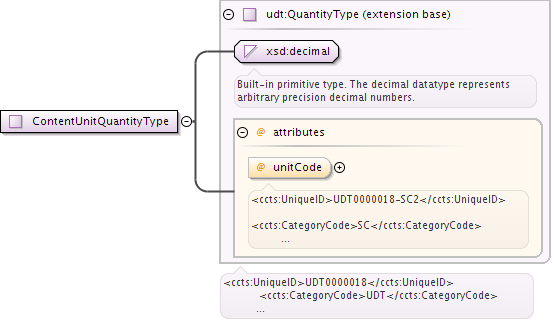 udt:QuantityType (extension base)
xsd:decimal
Built-in primitive type. The decimal datatype represents
arbitrary precision decimal numbers.
ContentUnitQuantityType
@ attributes
@ unitCode
<ccts:UniqueID>UDT0000018-SC2</ccts:UniqueID>
<ccts:CategoryCode>SC</ccts:CategoryCode>
...
<ccts:UniqueID>UDT0000018</ccts:UniqueID>
<ccts:CategoryCode>UDT</ccts:CategoryCode>
...